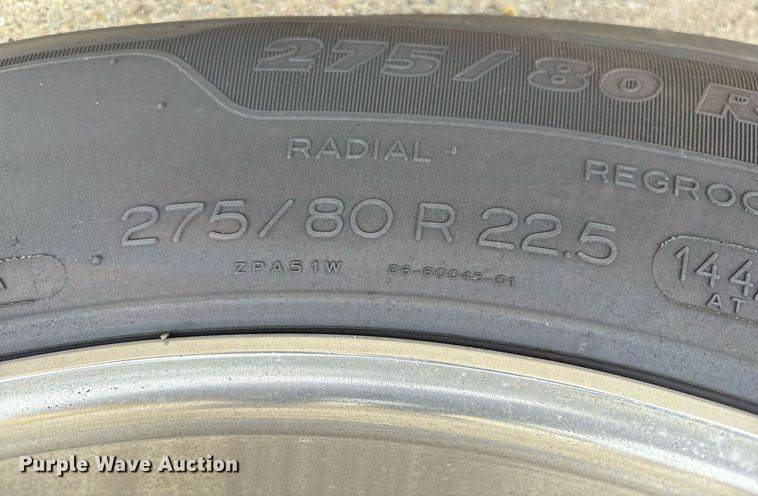 275/80 R
RADIAL
REGROO
275/80 R 22.5
ZPA51W 06-60045-01
144
AT
Purple Wave Auction